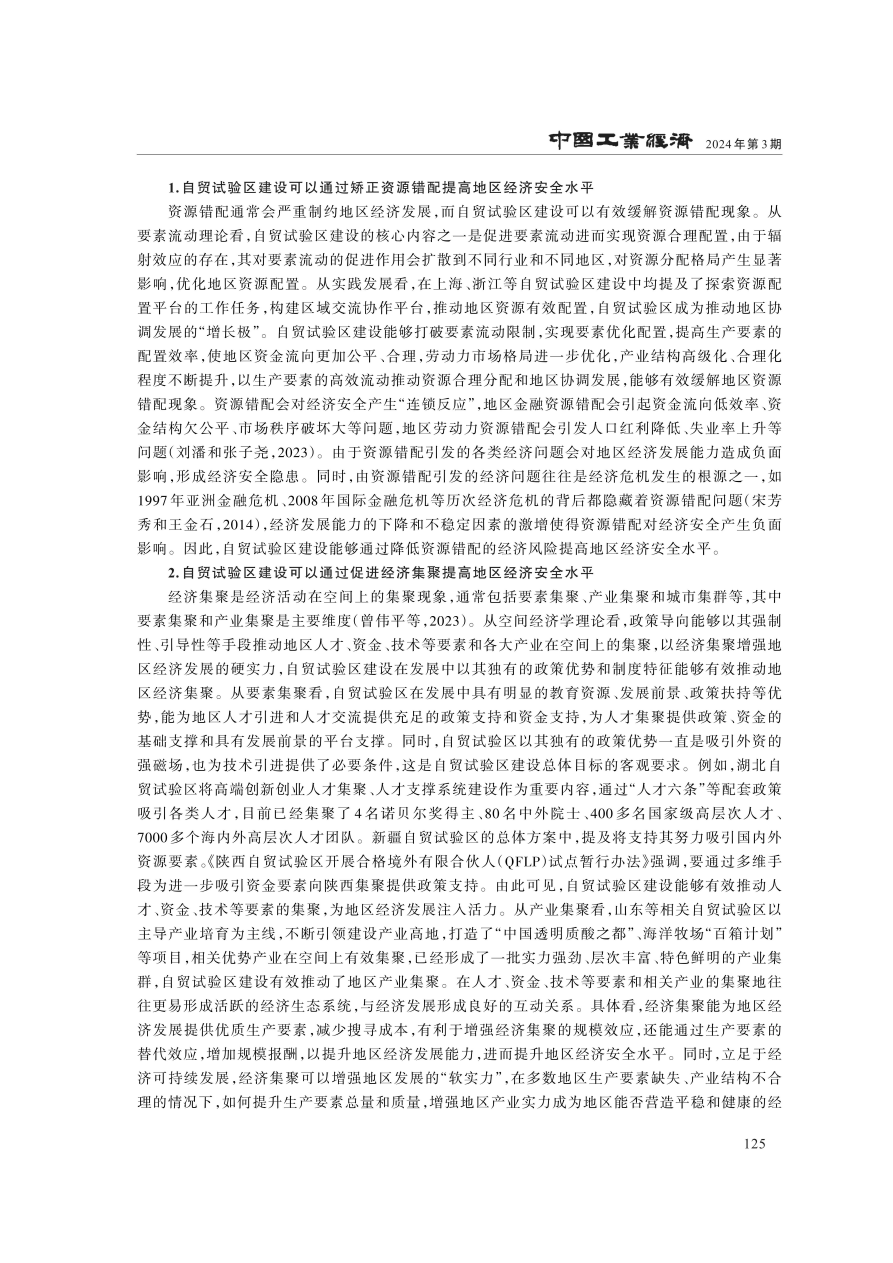 中国工業經濟 2024年第3期
1.自贸试验区建设可以通过矫正资源错配提高地区经济安全水平
资源错配通常会严重制约地区经济发展,而自贸试验区建设可以有效缓解资源错配现象。从
要素流动理论看,自贸试验区建设的核心内容之一是促进要素流动进而实现资源合理配置,由于辐
射效应的存在,其对要素流动的促进作用会扩散到不同行业和不同地区,对资源分配格局产生显著
影响,优化地区资源配置。从实践发展看,在上海、浙江等自贸试验区建设中均提及了探索资源配
置平台的工作任务,构建区域交流协作平台,推动地区资源有效配置,自贸试验区成为推动地区协
调发展的“增长极”。自贸试验区建设能够打破要素流动限制,实现要素优化配置,提高生产要素的
配置效率,使地区资金流向更加公平、合理,劳动力市场格局进一步优化,产业结构高级化、合理化
程度不断提升,以生产要素的高效流动推动资源合理分配和地区协调发展,能够有效缓解地区资源
错配现象。资源错配会对经济安全产生“连锁反应”,地区金融资源错配会引起资金流向低效率、资
金结构欠公平、市场秩序破坏大等问题,地区劳动力资源错配会引发人口红利降低、失业率上升等
问题(刘潘和张子尧,2023)。由于资源错配引发的各类经济问题会对地区经济发展能力造成负面
影响,形成经济安全隐患。同时,由资源错配引发的经济问题往往是经济危机发生的根源之一,如
1997年亚洲金融危机、2008年国际金融危机等历次经济危机的背后都隐藏着资源错配问题(宋芳
秀和王金石,2014),经济发展能力的下降和不稳定因素的激增使得资源错配对经济安全产生负面
影响。因此,自贸试验区建设能够通过降低资源错配的经济风险提高地区经济安全水平。
2.自贸试验区建设可以通过促进经济集聚提高地区经济安全水平
经济集聚是经济活动在空间上的集聚现象,通常包括要素集聚、产业集聚和城市集群等,其中
要素集聚和产业集聚是主要维度(曾伟平等,2023)。从空间经济学理论看,政策导向能够以其强制
性、引导性等手段推动地区人才、资金、技术等要素和各大产业在空间上的集聚,以经济集聚增强地
区经济发展的硬实力,自贸试验区建设在发展中以其独有的政策优势和制度特征能够有效推动地
区经济集聚。从要素集聚看,自贸试验区在发展中具有明显的教育资源、发展前景、政策扶持等优
势,能为地区人才引进和人才交流提供充足的政策支持和资金支持,为人才集聚提供政策、资金的
基础支撑和具有发展前景的平台支撑。同时,自贸试验区以其独有的政策优势一直是吸引外资的
强磁场,也为技术引进提供了必要条件,这是自贸试验区建设总体目标的客观要求。例如,湖北自
贸试验区将高端创新创业人才集聚、人才支撑系统建设作为重要内容,通过“人才六条”等配套政策
吸引各类人才,目前已经集聚了4名诺贝尔奖得主、80名中外院士、400多名国家级高层次人才、
7000多个海内外高层次人才团队。新疆自贸试验区的总体方案中,提及将支持其努力吸引国内外
资源要素。《陕西自贸试验区开展合格境外有限合伙人(QFLP)试点暂行办法》强调,要通过多维手
段为进一步吸引资金要素向陕西集聚提供政策支持。由此可见,自贸试验区建设能够有效推动人
才、资金、技术等要素的集聚,为地区经济发展注入活力。从产业集聚看,山东等相关自贸试验区以
主导产业培育为主线,不断引领建设产业高地,打造了“中国透明质酸之都”、海洋牧场“百箱计划”
等项目,相关优势产业在空间上有效集聚,已经形成了一批实力强劲、层次丰富、特色鲜明的产业集
群,自贸试验区建设有效推动了地区产业集聚。在人才、资金、技术等要素和相关产业的集聚地往
往更易形成活跃的经济生态系统,与经济发展形成良好的互动关系。具体看,经济集聚能为地区经
济发展提供优质生产要素,减少搜寻成本,有利于增强经济集聚的规模效应,还能通过生产要素的
替代效应,增加规模报酬,以提升地区经济发展能力,进而提升地区经济安全水平。同时,立足于经
济可持续发展,经济集聚可以增强地区发展的“软实力”,在多数地区生产要素缺失、产业结构不合
理的情况下,如何提升生产要素总量和质量,增强地区产业实力成为地区能否营造平稳和健康的经
125